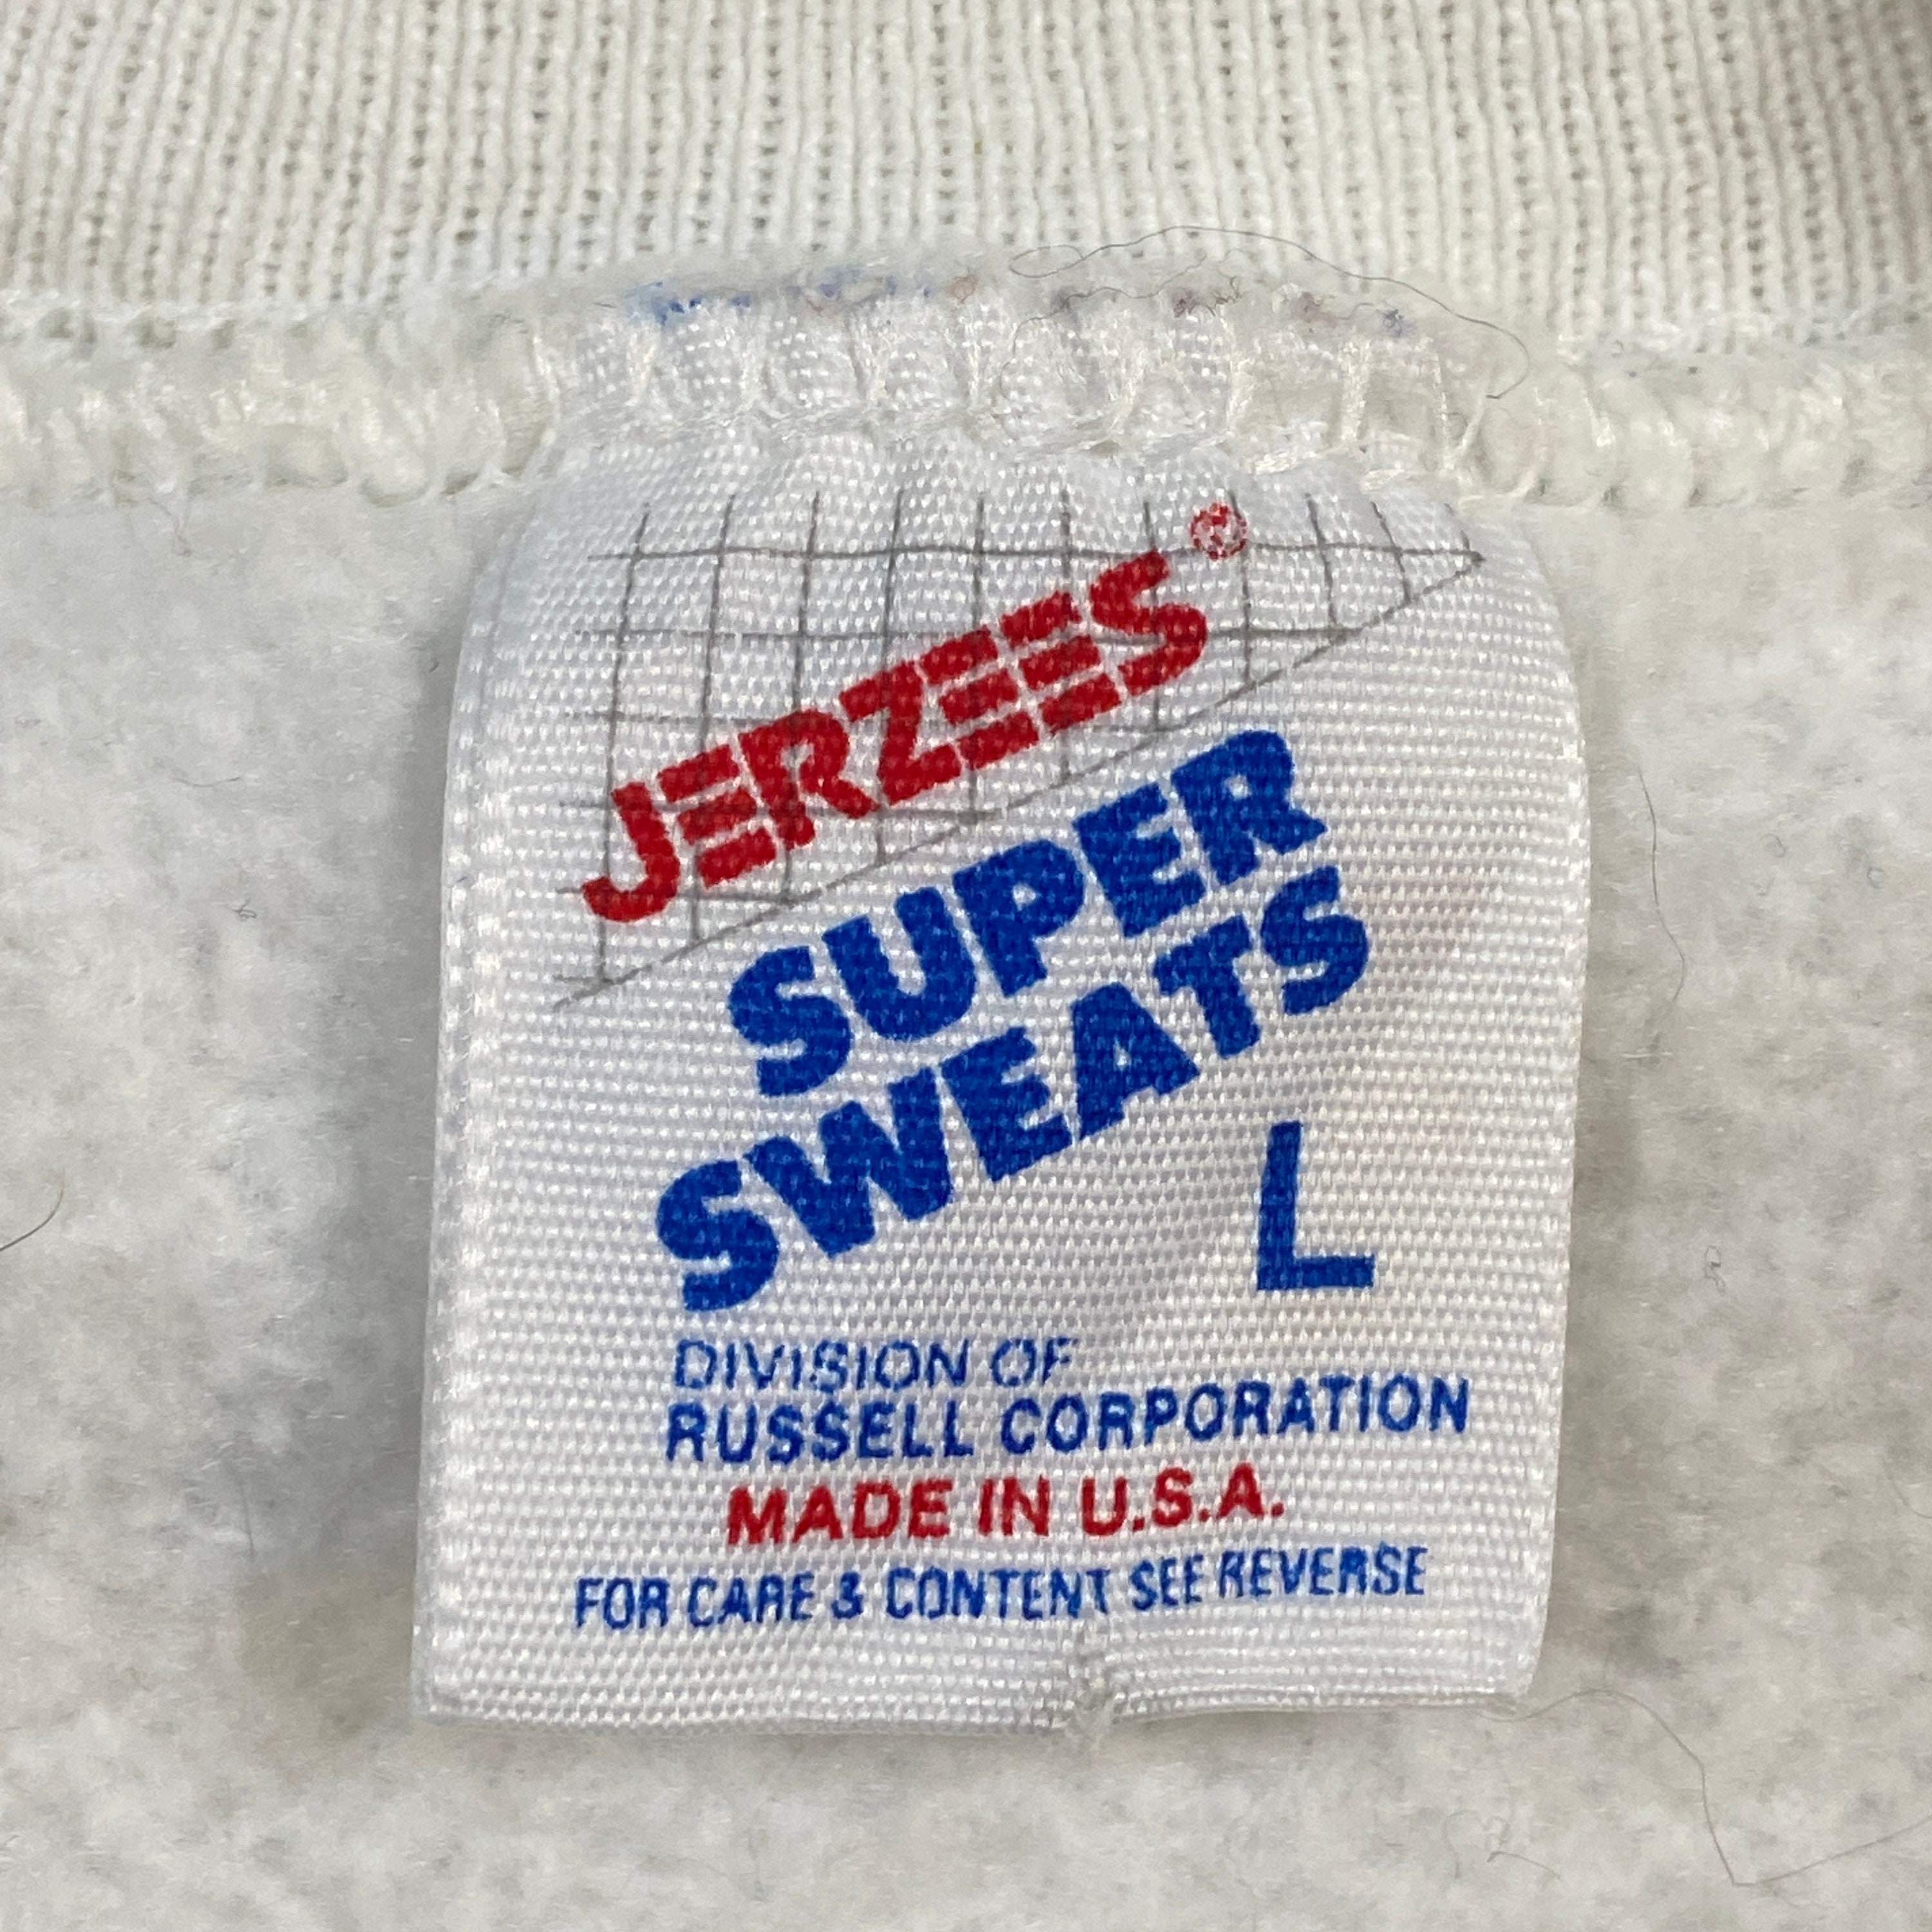 JERZEES®
SUPER
SWEATS
L
DIVISION OF
RUSSELL CORPORATION
MADE IN U.S.A.
FOR CARE & CONTENT SEE REVERSE